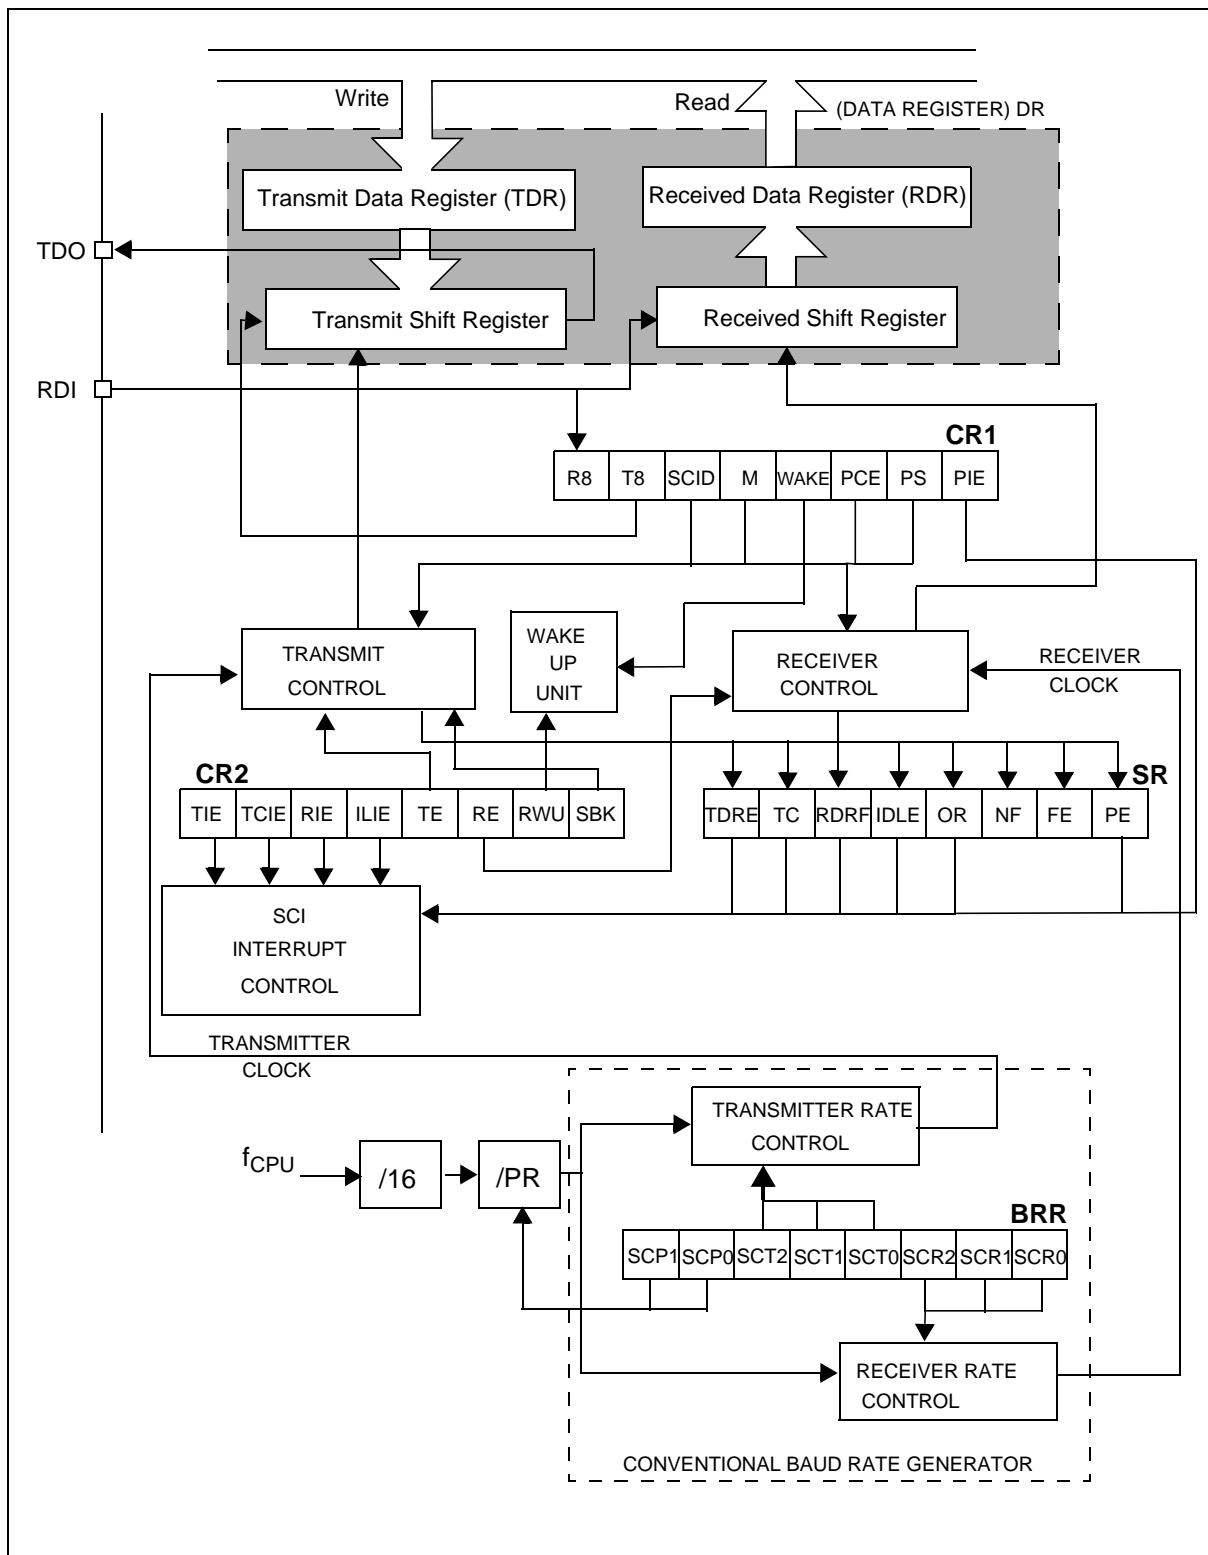 Write
Read
(DATA REGISTER) DR
Transmit Data Register (TDR)
Received Data Register (RDR)
TDO
Transmit Shift Register
Received Shift Register
RDI
CR1
R8 T8 SCID M WAKE PCE PS PIE
TRANSMIT
CONTROL
WAKE
UP
UNIT
RECEIVER
CONTROL
RECEIVER
CLOCK
CR2
SR
TIE TCIE RIE ILIE TE RE RWU SBK
TDRE TC RDRF IDLE OR NF FE PE
SCI
INTERRUPT
CONTROL
TRANSMITTER
CLOCK
TRANSMITTER RATE
CONTROL
fCPU
/16
/PR
BRR
SCP1 SCP0 SCT2 SCT1 SCT0 SCR2 SCR1 SCR0
RECEIVER RATE
CONTROL
CONVENTIONAL BAUD RATE GENERATOR